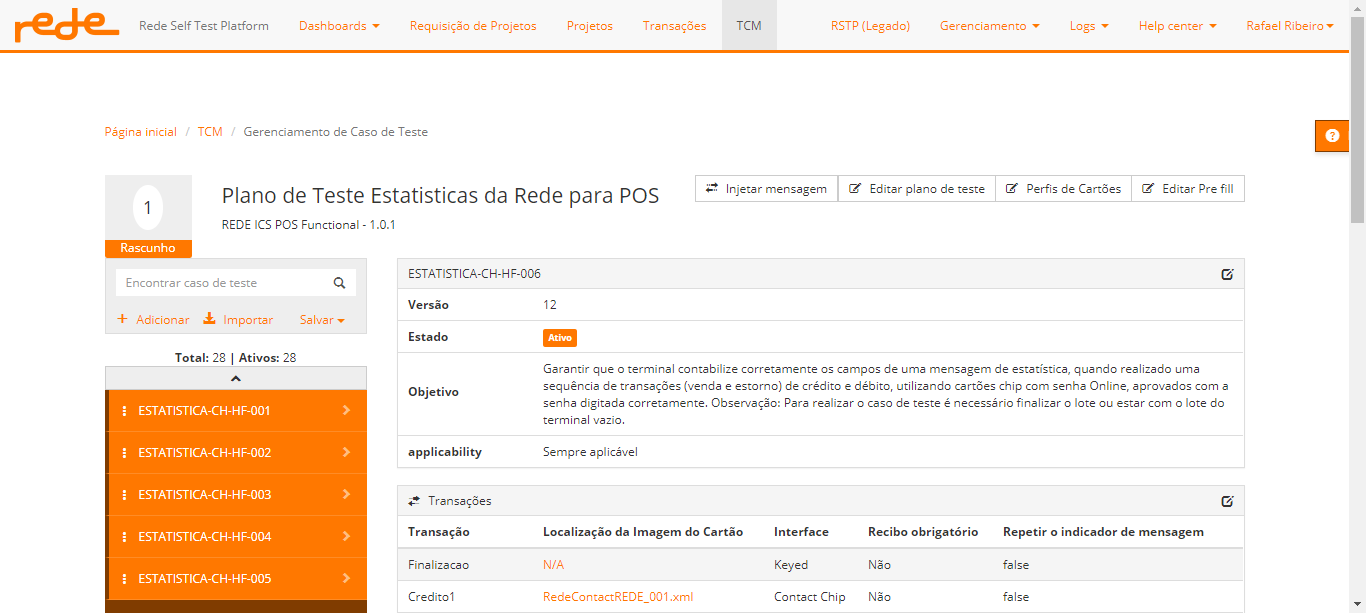 rede Rede Self Test Platform Dashboards Requisição de Projetos Projetos Transações TCM RSTP (Legado) Gerenciamento Logs Help center Rafael Ribeiro
Página inicial / TCM / Gerenciamento de Caso de Teste
1
Rascunho
Plano de Teste Estatisticas da Rede para POS
REDE ICS POS Functional - 1.0.1
Injetar mensagem Editar plano de teste Perfis de Cartões Editar Pre fill
Encontrar caso de teste
+ Adicionar Importar Salvar
Total: 28 | Ativos: 28
ESTATISTICA-CH-HF-001
ESTATISTICA-CH-HF-002
ESTATISTICA-CH-HF-003
ESTATISTICA-CH-HF-004
ESTATISTICA-CH-HF-005
ESTATISTICA-CH-HF-006
Versão 12
Estado Ativo
Objetivo
Garantir que o terminal contabilize corretamente os campos de uma mensagem de estatística, quando realizado uma
sequência de transações (venda e estorno) de crédito e débito, utilizando cartões chip com senha Online, aprovados com a
senha digitada corretamente. Observação: Para realizar o caso de teste é necessário finalizar o lote ou estar com o lote do
terminal vazio.
applicability Sempre aplicável
Transações
Transação Localização da Imagem do Cartão Interface Recibo obrigatório Repetir o indicador de mensagem
Finalizacao N/A Keyed Não false
Credito1 RedeContactREDE_001.xml Contact Chip Não false
?